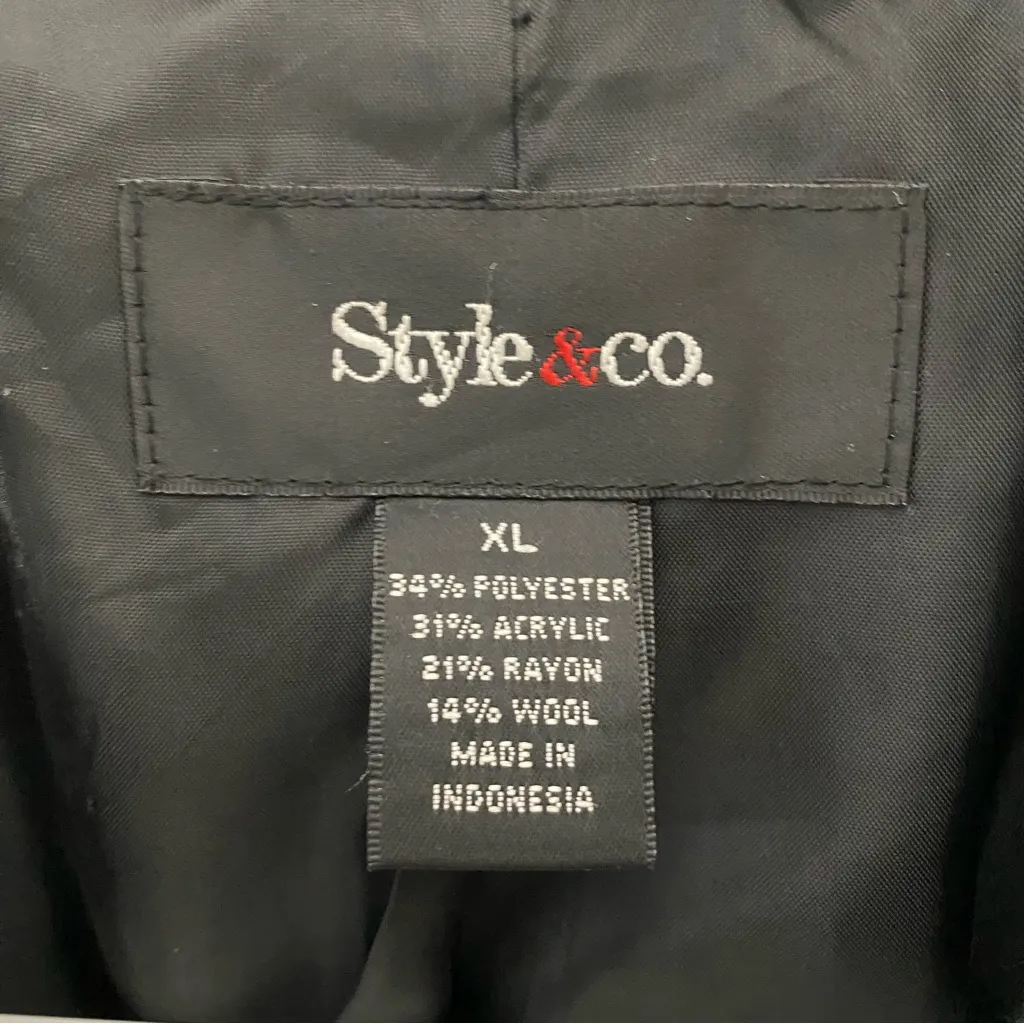 Style&co.
XL
34% POLYESTER
31% ACRYLIC
21% RAYON
14% WOOL
MADE IN
INDONESIA